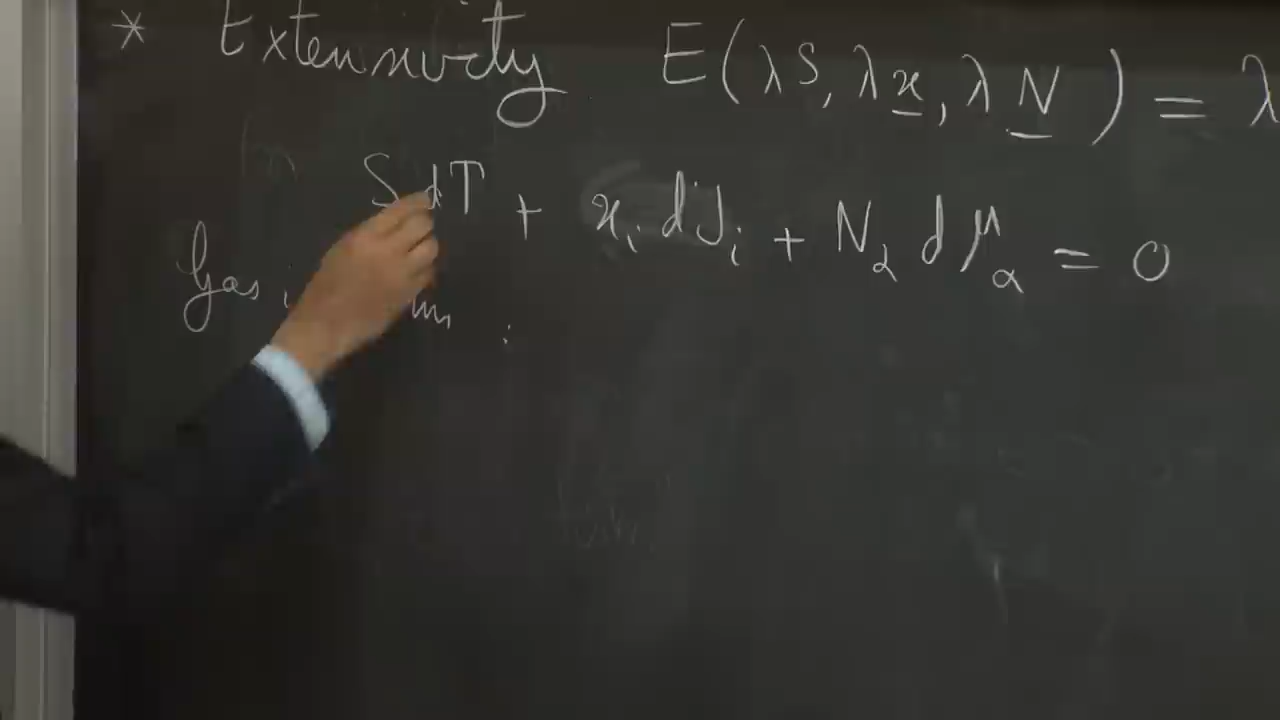 * Extensivity E(λS, λx, λN) = λ
SdT + x_i dJ_i + N_α dμ_α = 0
Gas :